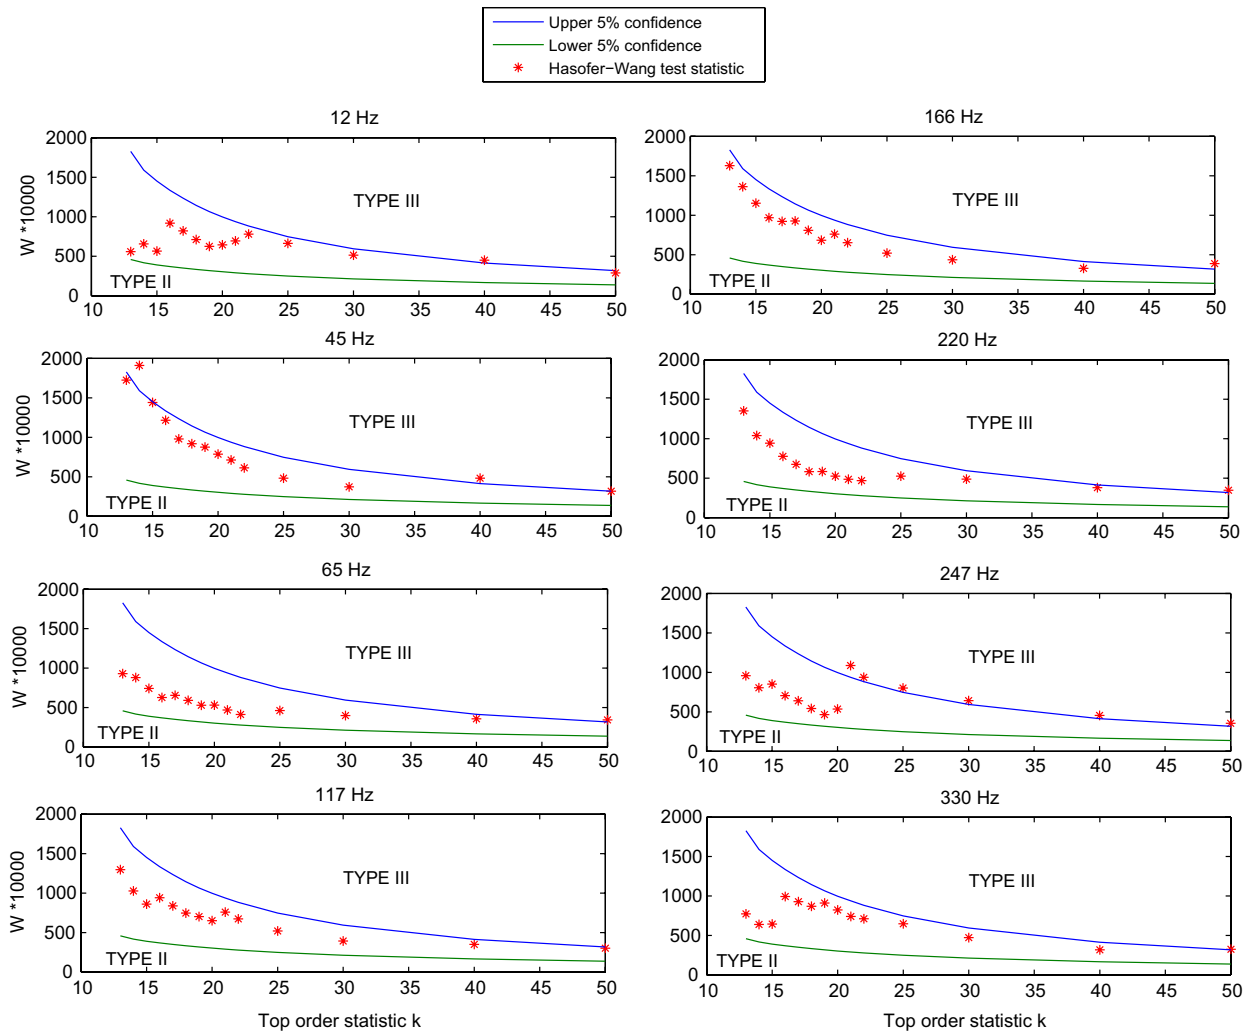 Upper 5% confidence
Lower 5% confidence
Hasofer−Wang test statistic
12 Hz
2000
1500
1000
500
0
W *10000
TYPE III
TYPE II
10 15 20 25 30 35 40 45 50
166 Hz
2000
1500
1000
500
0
TYPE III
TYPE II
10 15 20 25 30 35 40 45 50
45 Hz
2000
1500
1000
500
0
W *10000
TYPE III
TYPE II
10 15 20 25 30 35 40 45 50
220 Hz
2000
1500
1000
500
0
TYPE III
TYPE II
10 15 20 25 30 35 40 45 50
65 Hz
2000
1500
1000
500
0
W *10000
TYPE III
TYPE II
10 15 20 25 30 35 40 45 50
247 Hz
2000
1500
1000
500
0
TYPE III
TYPE II
10 15 20 25 30 35 40 45 50
117 Hz
2000
1500
1000
500
0
W *10000
TYPE III
TYPE II
10 15 20 25 30 35 40 45 50
Top order statistic k
330 Hz
2000
1500
1000
500
0
TYPE III
TYPE II
10 15 20 25 30 35 40 45 50
Top order statistic k